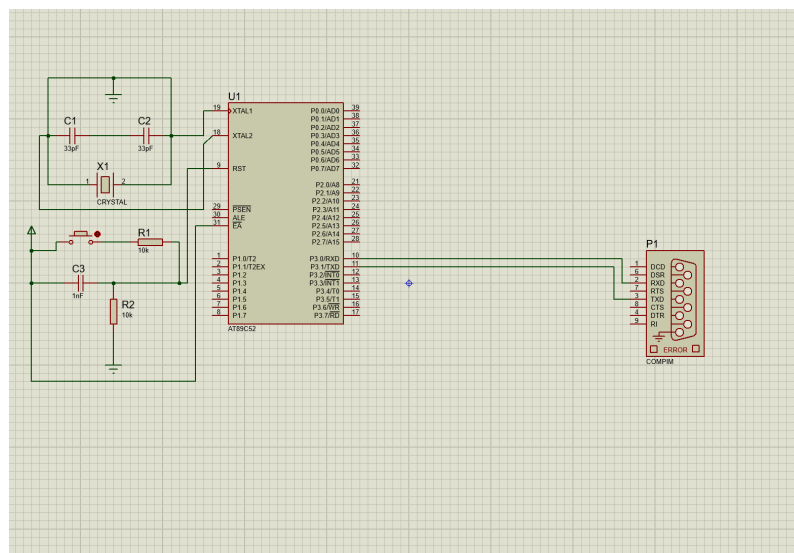 U1
19 XTAL1
18 XTAL2
9 RST
29 PSEN
30 ALE
31 EA
1 P1.0/T2
2 P1.1/T2EX
3 P1.2
4 P1.3
5 P1.4
6 P1.5
7 P1.6
8 P1.7
P0.0/AD0 39
P0.1/AD1 38
P0.2/AD2 37
P0.3/AD3 36
P0.4/AD4 35
P0.5/AD5 34
P0.6/AD6 33
P0.7/AD7 32
P2.0/A8 21
P2.1/A9 22
P2.2/A10 23
P2.3/A11 24
P2.4/A12 25
P2.5/A13 26
P2.6/A14 27
P2.7/A15 28
P3.0/RXD 10
P3.1/TXD 11
P3.2/INT0 12
P3.3/INT1 13
P3.4/T0 14
P3.5/T1 15
P3.6/WR 16
P3.7/RD 17
AT89C52
C1
33pF
C2
33pF
X1
1 2
CRYSTAL
R1
10k
C3
1nF
R2
10k
P1
1 DCD
6 DSR
2 RXD
7 RTS
3 TXD
8 CTS
4 DTR
9 RI
ERROR
COMPIM